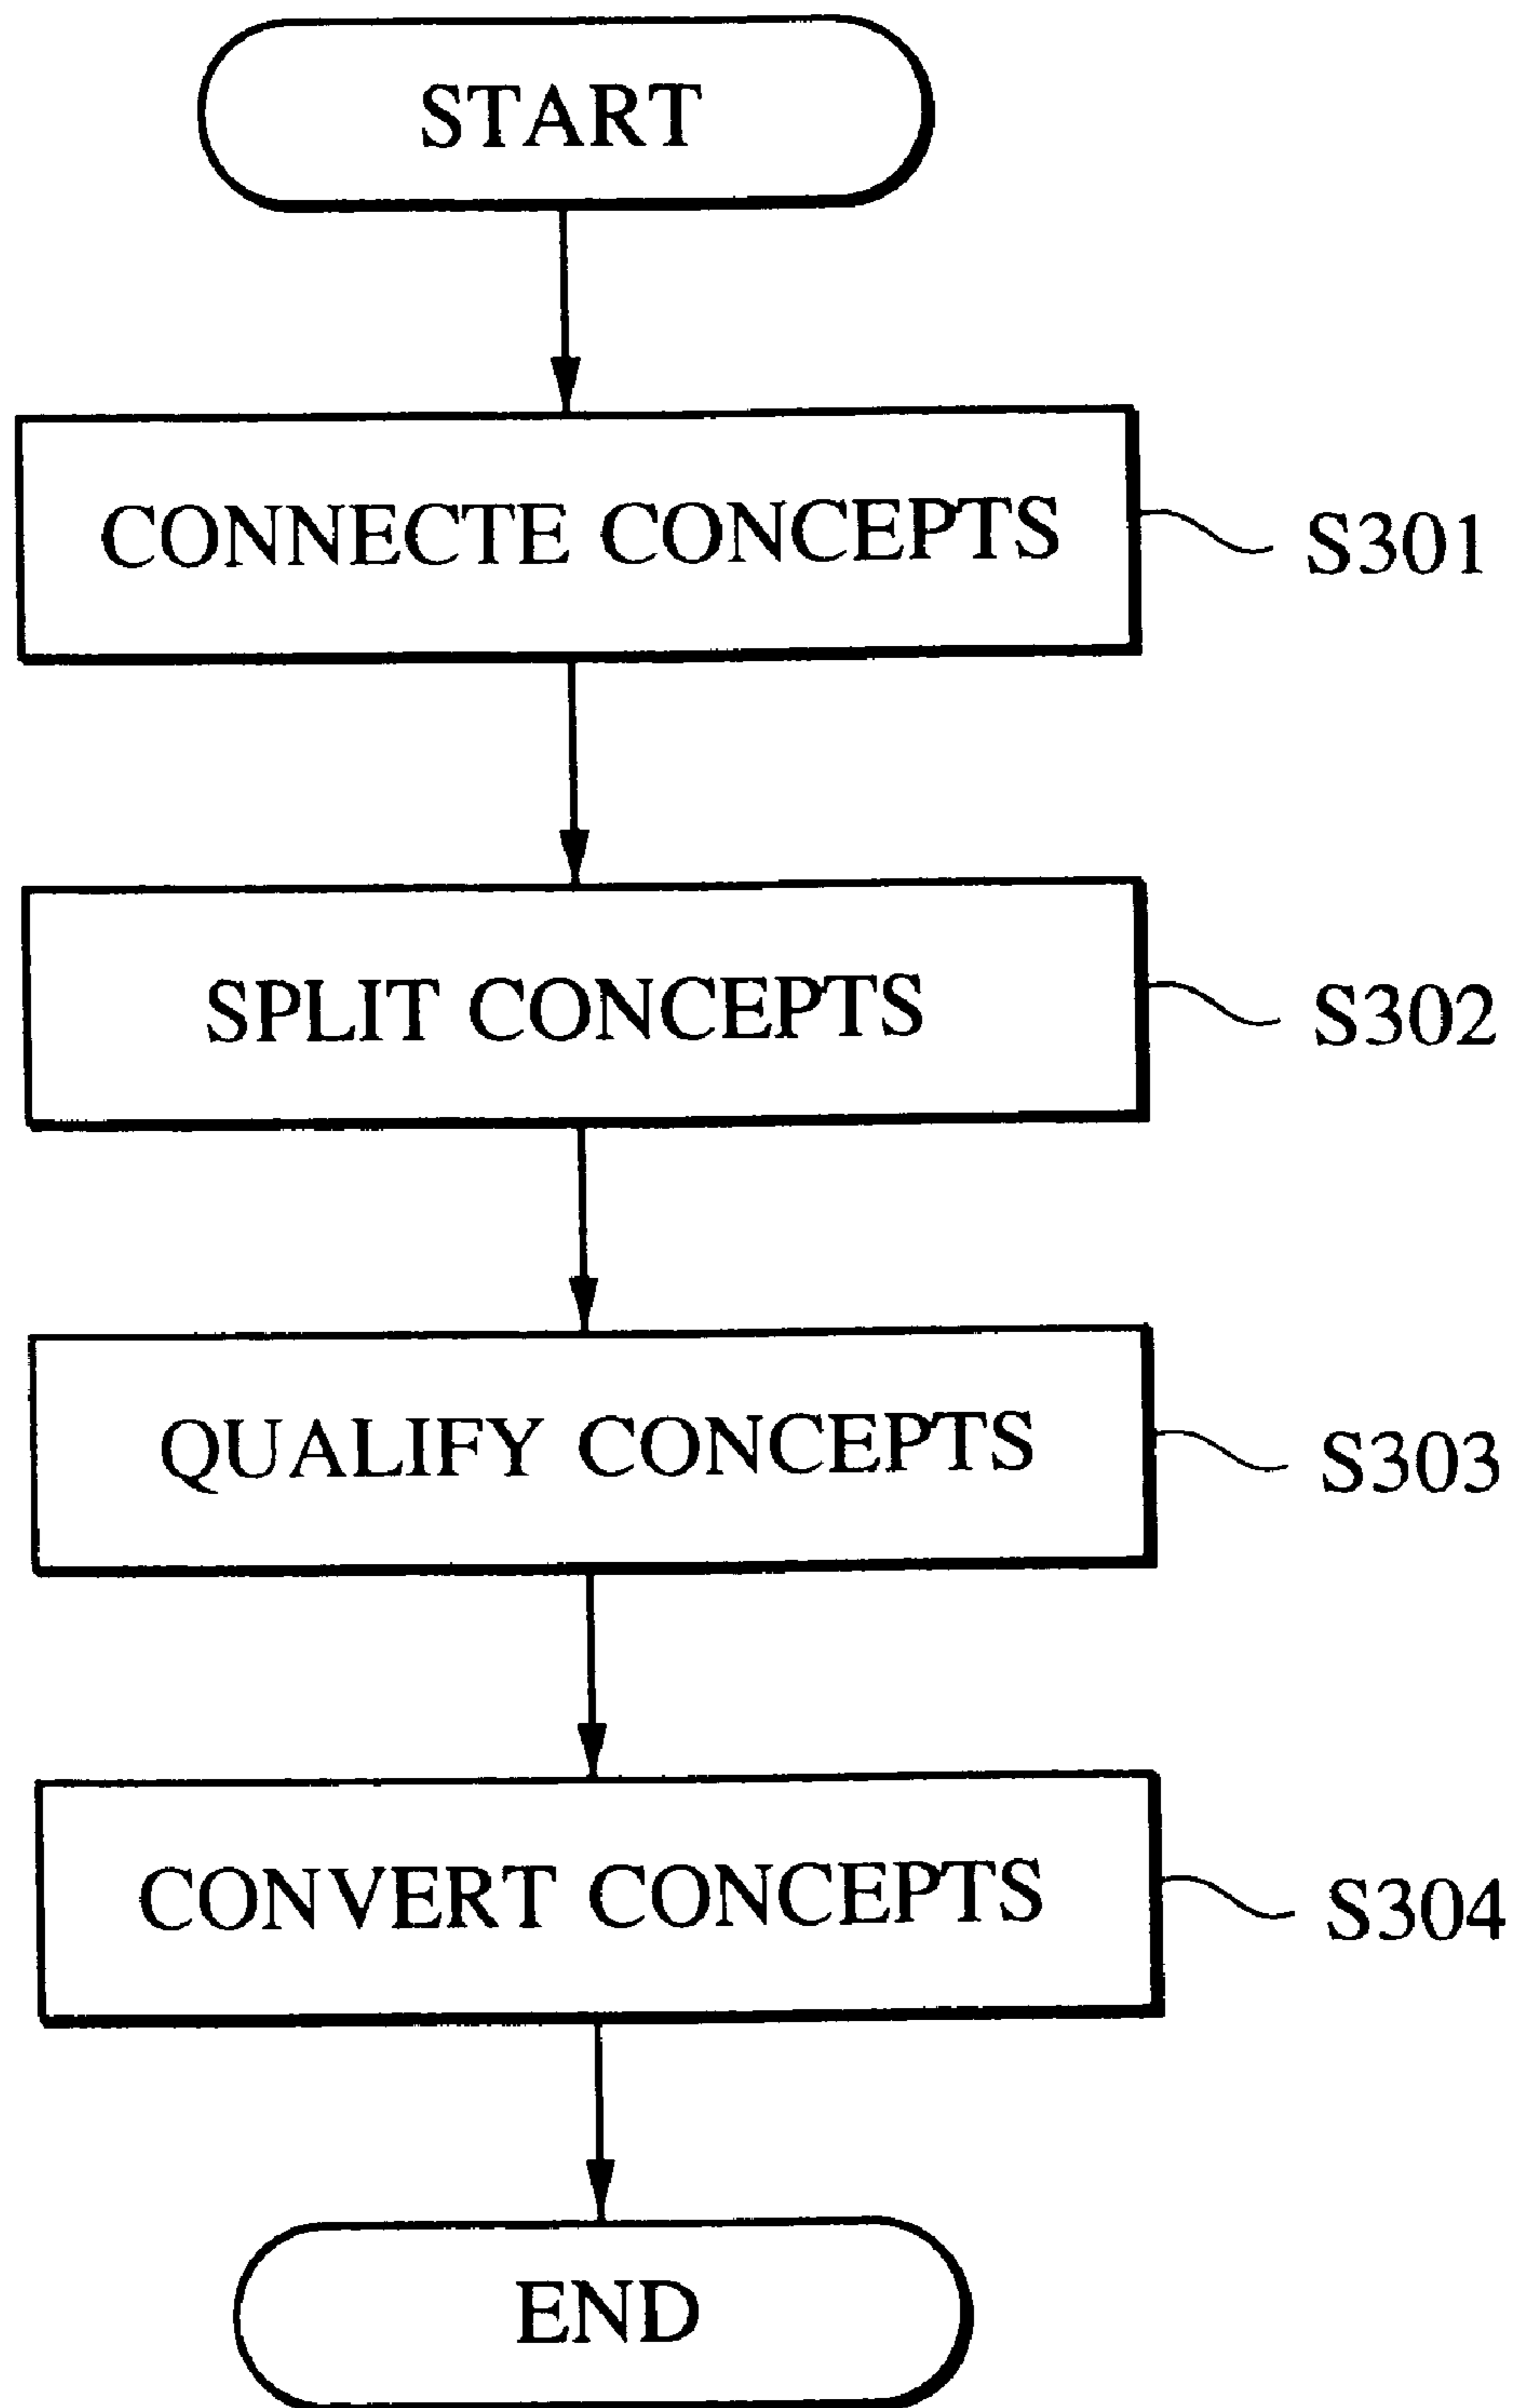 START
CONNECTE CONCEPTS
S301
SPLIT CONCEPTS
S302
QUALIFY CONCEPTS
S303
CONVERT CONCEPTS
S304
END